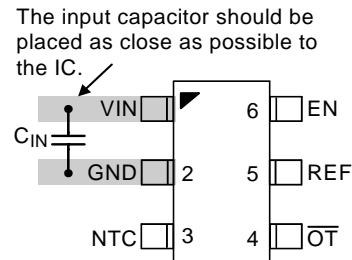 The input capacitor should be
placed as close as possible to
the IC.
VIN 6 EN
CIN
GND 2 5 REF
NTC 3 4 O̅T̅